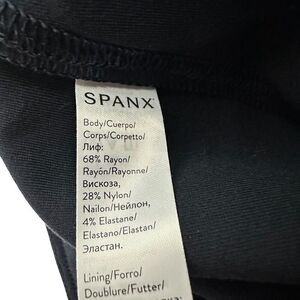 SPANX
Body/Cuerpo/
Corps/Corpetto/
Лиф:
68% Rayon/
Rayón/Rayonne/
Вискоза,
28% Nylon/
Nailon/Нейлон,
4% Elastane/
Elastano/Elastan/
Эластан.
Lining/Forro/
Doublure/Futter/